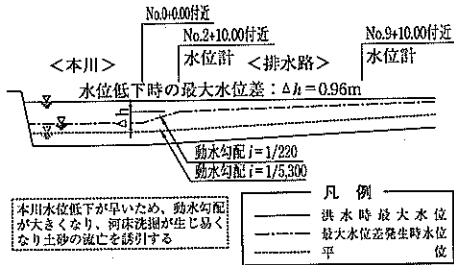 No.0+0.00付近
No.2+10.00付近
水位計
No.9+10.00付近
水位計
＜本川＞
＜排水路＞
水位低下時の最大水位差：Δh=0.96m
h
△
動水勾配 i=1/220
動水勾配 i=1/5,300
本川水位低下が早いため、動水勾配
が大きくなり、河床洗掘が生じ易く
なり土砂の流亡を誘引する
凡例
洪水時最大水位
最大水位差発生時水位
平位